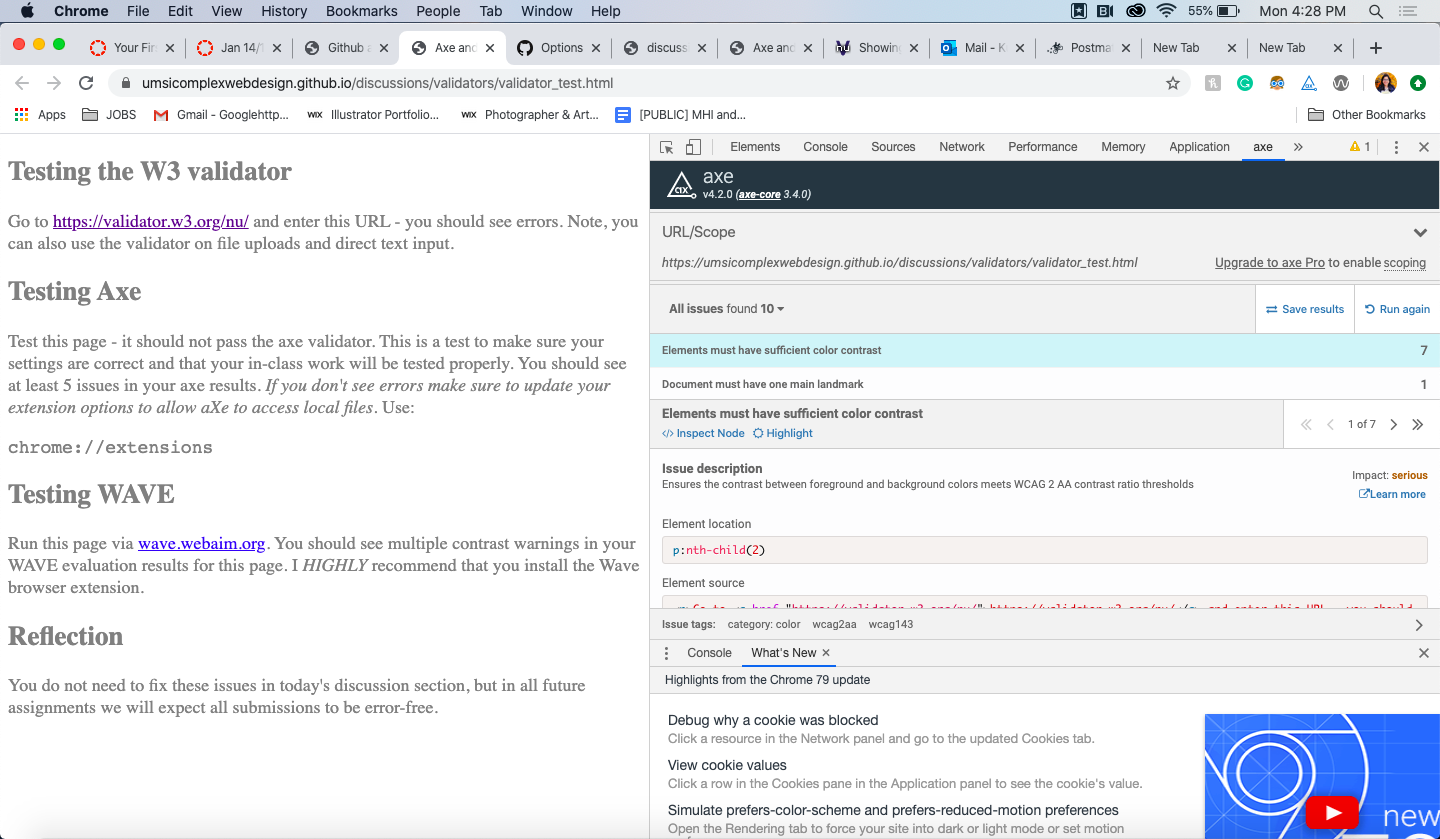 Chrome File Edit View History Bookmarks People Tab Window Help 55% Mon 4:28 PM
Your Fir Jan 14/1 Github a Axe and Options discuss Axe and Showing Mail - K Postma New Tab New Tab
umsicomplexwebdesign.github.io/discussions/validators/validator_test.html
Apps JOBS Gmail - Googlehttp... WIX Illustrator Portfolio... WIX Photographer & Art... [PUBLIC] MHI and... Other Bookmarks
Testing the W3 validator
Go to https://validator.w3.org/nu/ and enter this URL - you should see errors. Note, you
can also use the validator on file uploads and direct text input.
Testing Axe
Test this page - it should not pass the axe validator. This is a test to make sure your
settings are correct and that your in-class work will be tested properly. You should see
at least 5 issues in your axe results. If you don't see errors make sure to update your
extension options to allow aXe to access local files. Use:
chrome://extensions
Testing WAVE
Run this page via wave.webaim.org. You should see multiple contrast warnings in your
WAVE evaluation results for this page. I HIGHLY recommend that you install the Wave
browser extension.
Reflection
You do not need to fix these issues in today's discussion section, but in all future
assignments we will expect all submissions to be error-free.
Elements Console Sources Network Performance Memory Application axe » 1
axe
v4.2.0 (axe-core 3.4.0)
URL/Scope
https://umsicomplexwebdesign.github.io/discussions/validators/validator_test.html Upgrade to axe Pro to enable scoping
All issues found 10 Save results Run again
Elements must have sufficient color contrast 7
Document must have one main landmark 1
Elements must have sufficient color contrast
</> Inspect Node Highlight 1 of 7
Issue description
Ensures the contrast between foreground and background colors meets WCAG 2 AA contrast ratio thresholds
Impact: serious
Learn more
Element location
p:nth-child(2)
Element source
Issue tags: category: color wcag2aa wcag143
Console What's New
Highlights from the Chrome 79 update
Debug why a cookie was blocked
Click a resource in the Network panel and go to the updated Cookies tab.
View cookie values
Click a row in the Cookies pane in the Application panel to see the cookie's value.
Simulate prefers-color-scheme and prefers-reduced-motion preferences
Open the Rendering tab to force your site into dark or light mode or set motion
new